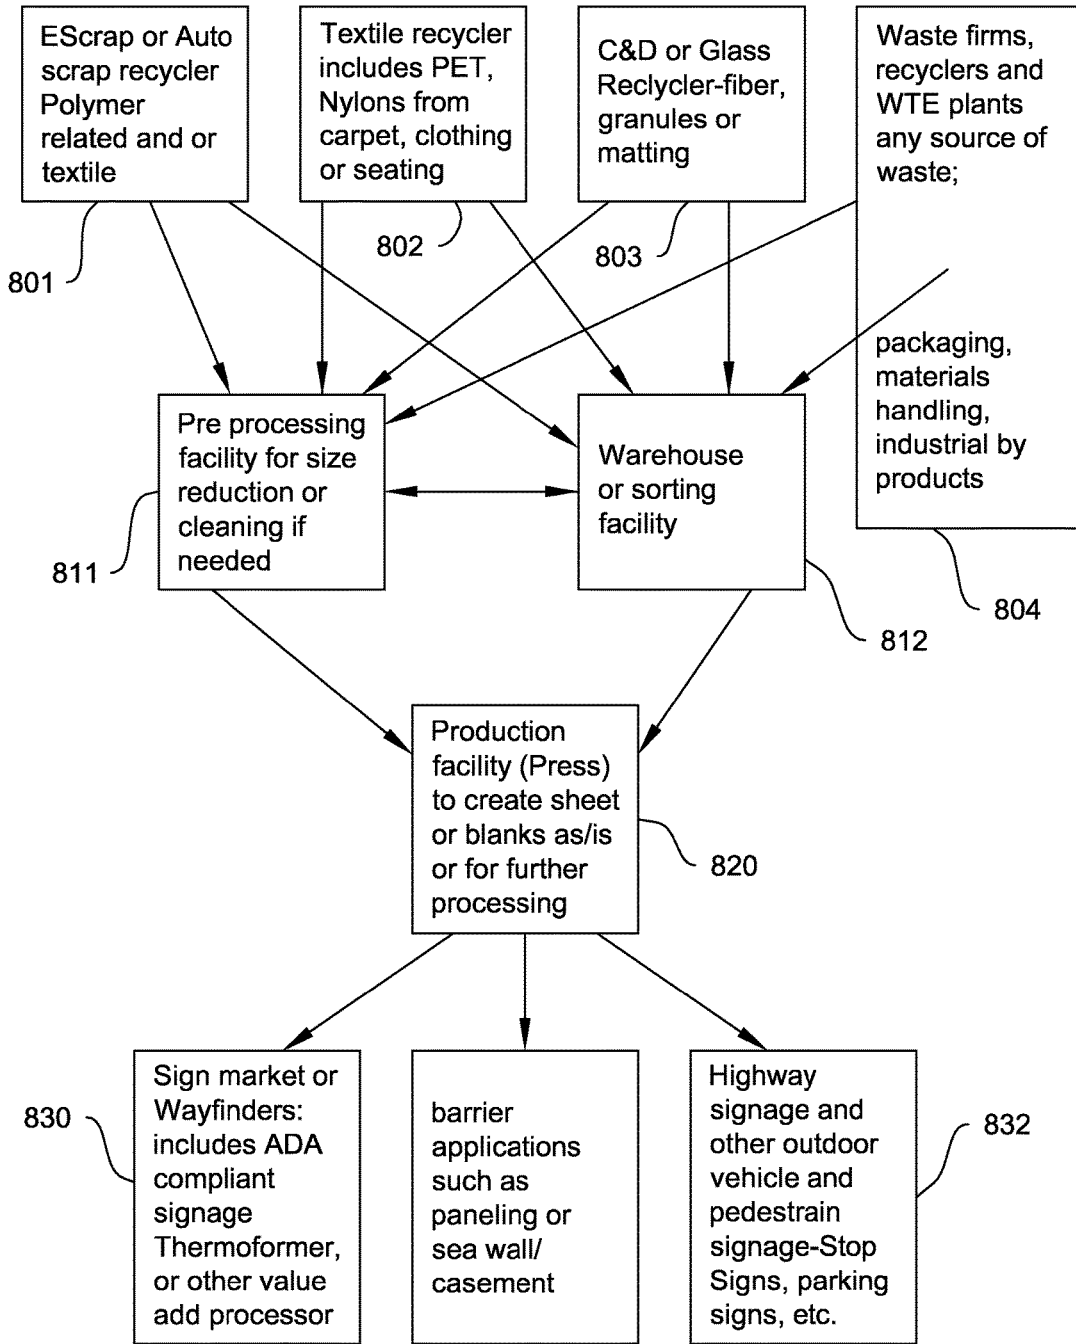 EScrap or Auto
scrap recycler
Polymer
related and or
textile
Textile recycler
includes PET,
Nylons from
carpet, clothing
or seating
C&D or Glass
Reclycler-fiber,
granules or
matting
Waste firms,
recyclers and
WTE plants
any source of
waste;
packaging,
materials
handling,
industrial by
products
801
802
803
804
Pre processing
facility for size
reduction or
cleaning if
needed
811
Warehouse
or sorting
facility
812
Production
facility (Press)
to create sheet
or blanks as/is
or for further
processing
820
Sign market or
Wayfinders:
includes ADA
compliant
signage
Thermoformer,
or other value
add processor
830
barrier
applications
such as
paneling or
sea wall/
casement
Highway
signage and
other outdoor
vehicle and
pedestrain
signage-Stop
Signs, parking
signs, etc.
832